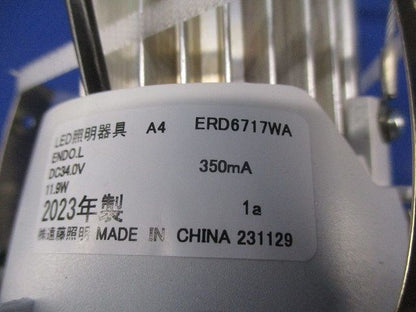 LED照明器具 A4 ERD6717WA
ENDO.L
DC34.0V 350mA
11.9W
2023年製 1a
㈱遠藤照明 MADE IN CHINA 231129